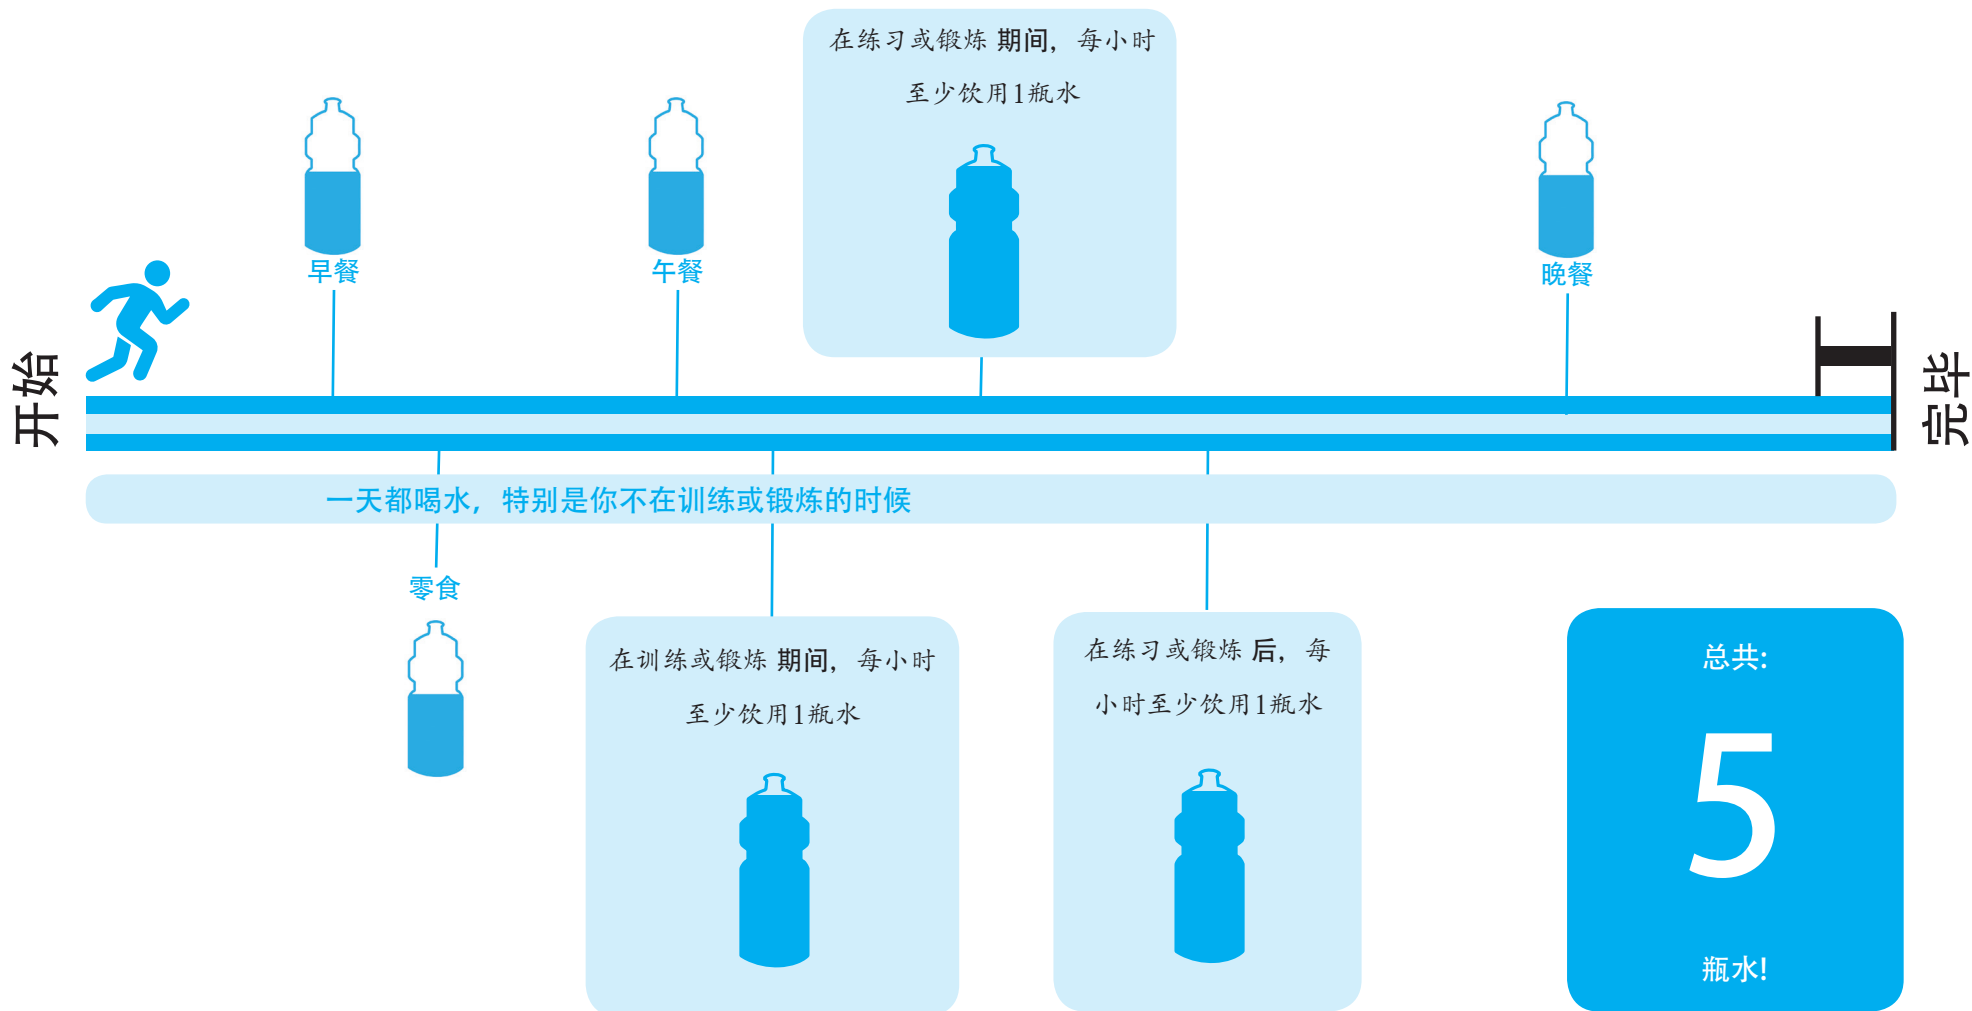 在练习或锻炼 期间，每小时
至少饮用1瓶水
早餐
午餐
晚餐
开始
完毕
一天都喝水，特别是你不在训练或锻炼的时候
零食
在训练或锻炼 期间，每小时
至少饮用1瓶水
在练习或锻炼 后，每
小时至少饮用1瓶水
总共:
5
瓶水!